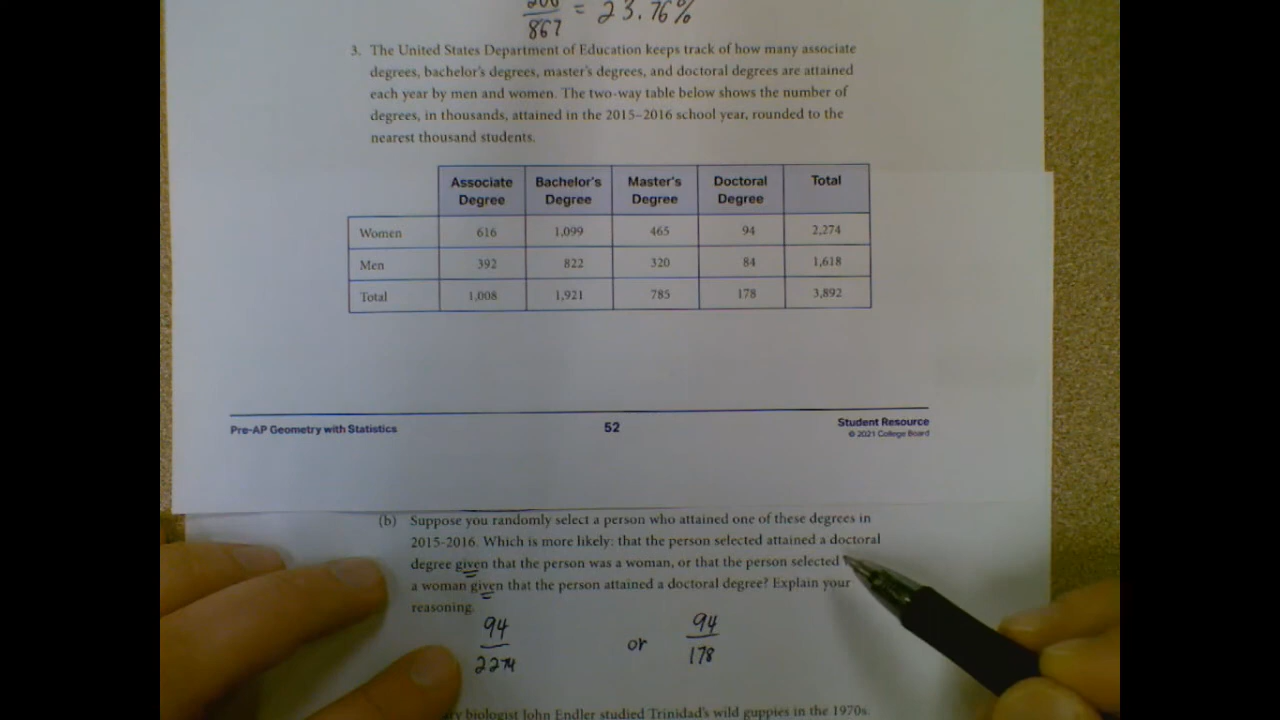 = 23.76%
867
3. The United States Department of Education keeps track of how many associate
degrees, bachelor's degrees, master's degrees, and doctoral degrees are attained
each year by men and women. The two-way table below shows the number of
degrees, in thousands, attained in the 2015–2016 school year, rounded to the
nearest thousand students.
Associate Degree Bachelor's Degree Master's Degree Doctoral Degree Total
Women 616 1,099 465 94 2,274
Men 392 822 320 84 1,618
Total 1,008 1,921 785 178 3,892
Pre-AP Geometry with Statistics 52 Student Resource
© 2021 College Board
(b) Suppose you randomly select a person who attained one of these degrees in
2015-2016. Which is more likely: that the person selected attained a doctoral
degree given that the person was a woman, or that the person selected
a woman given that the person attained a doctoral degree? Explain your
reasoning.
94 or 94
2274 178
biologist John Endler studied Trinidad's wild guppies in the 1970s.